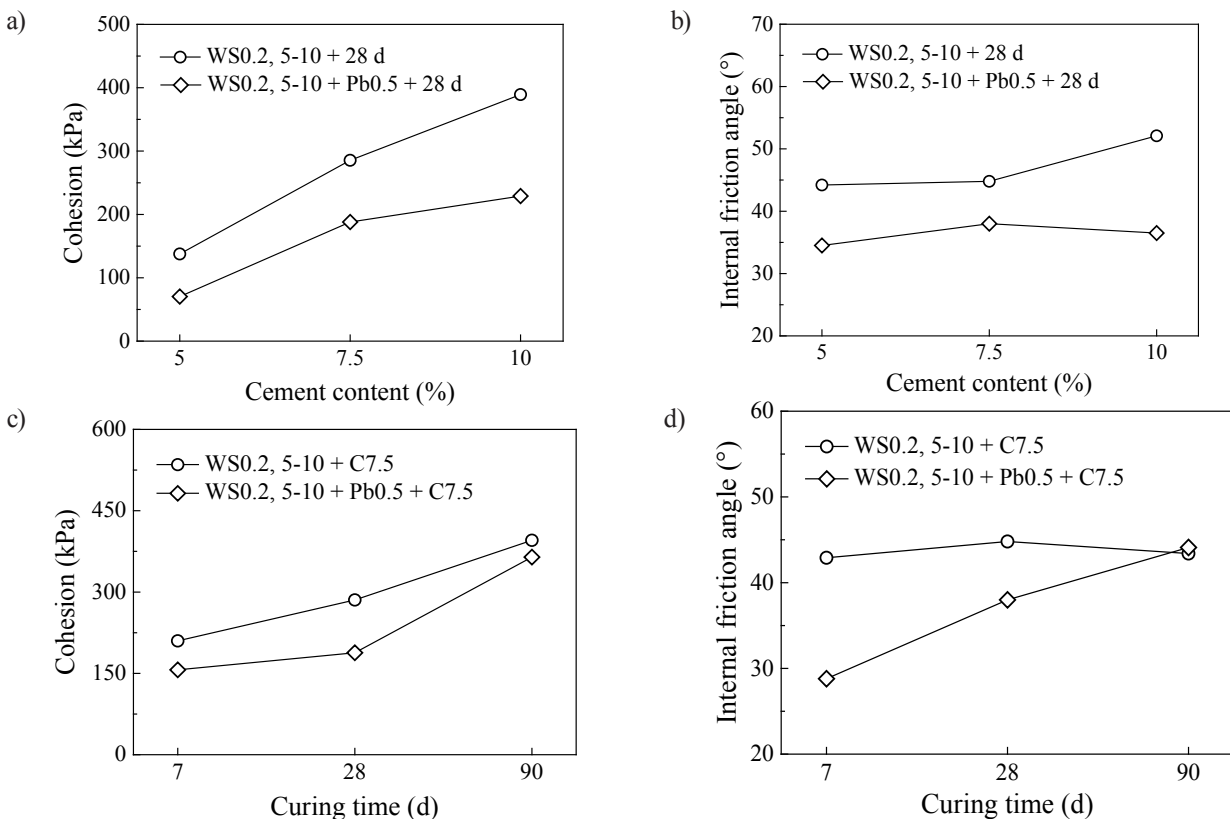 a)
500
400
300
200
100
0
Cohesion (kPa)
WS0.2, 5-10 + 28 d
WS0.2, 5-10 + Pb0.5 + 28 d
5
7.5
10
Cement content (%)
b)
70
60
50
40
30
20
Internal friction angle (°)
WS0.2, 5-10 + 28 d
WS0.2, 5-10 + Pb0.5 + 28 d
5
7.5
10
Cement content (%)
c)
600
450
300
150
0
Cohesion (kPa)
WS0.2, 5-10 + C7.5
WS0.2, 5-10 + Pb0.5 + C7.5
7
28
90
Curing time (d)
d)
60
50
40
30
20
Internal friction angle (°)
WS0.2, 5-10 + C7.5
WS0.2, 5-10 + Pb0.5 + C7.5
7
28
90
Curing time (d)